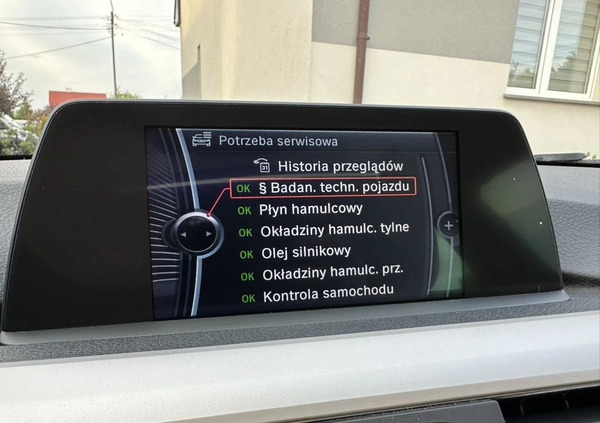 Potrzeba serwisowa
31 Historia przeglądów
OK § Badan. techn. pojazdu
OK Płyn hamulcowy
OK Okładziny hamulc. tylne
OK Olej silnikowy
OK Okładziny hamulc. prz.
OK Kontrola samochodu